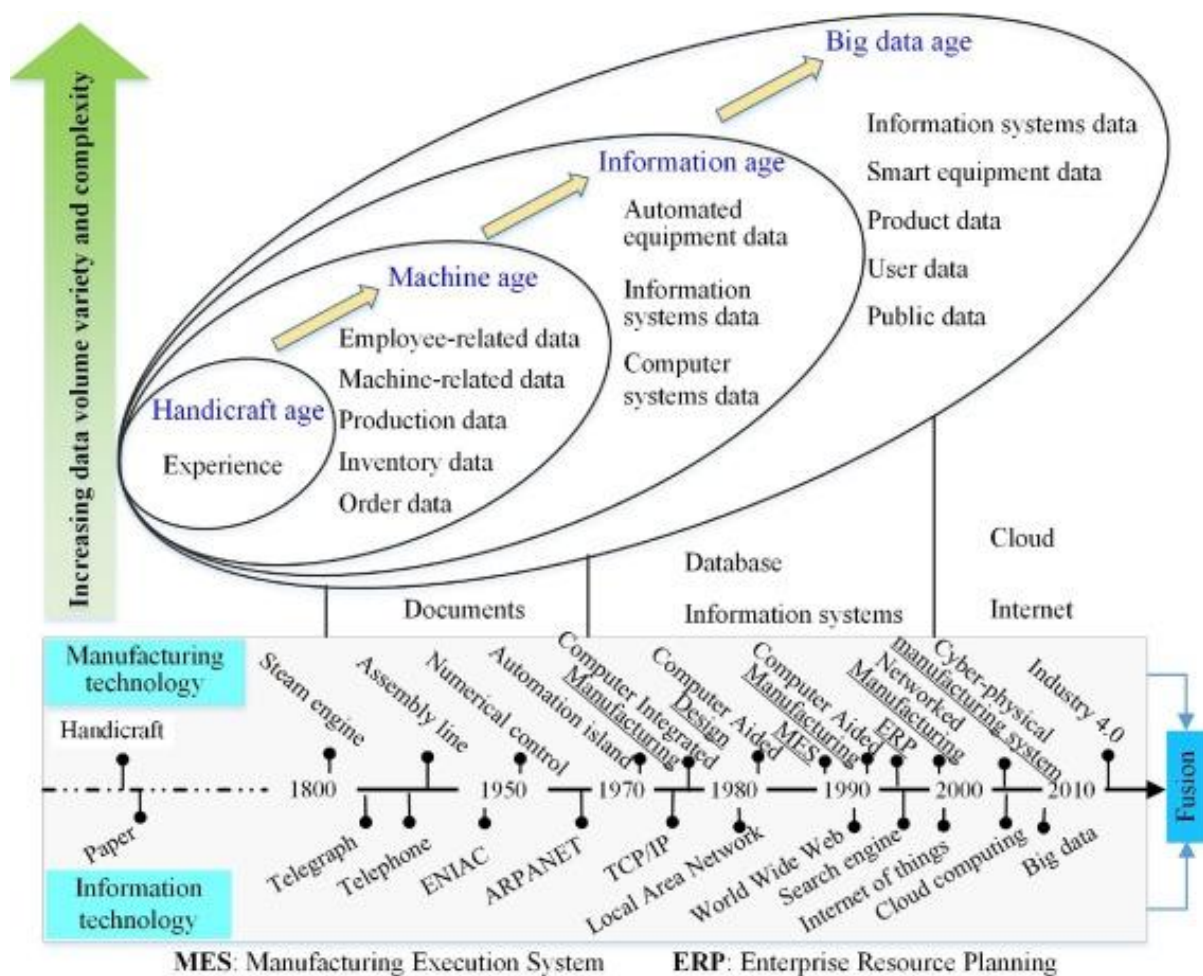 Increasing data volume variety and complexity
Big data age
Information systems data
Smart equipment data
Product data
User data
Public data
Information age
Automated
equipment data
Information
systems data
Computer
systems data
Machine age
Employee-related data
Machine-related data
Production data
Inventory data
Order data
Handicraft age
Experience
Documents
Database
Information systems
Cloud
Internet
Manufacturing
technology
Handicraft
Steam engine
Assembly line
Numerical control
Automation island
Computer Integrated
Manufacturing
Computer Aided
Design
MES
Computer Aided
Manufacturing
ERP
Networked
Manufacturing
Cyber-physical
manufacturing system
Industry 4.0
1800
1950
1970
1980
1990
2000
2010
Fusion
Paper
Telegraph
Telephone
ENIAC
ARPANET
TCP/IP
Local Area Network
World Wide Web
Search engine
Internet of things
Cloud computing
Big data
Information
technology
MES: Manufacturing Execution System ERP: Enterprise Resource Planning